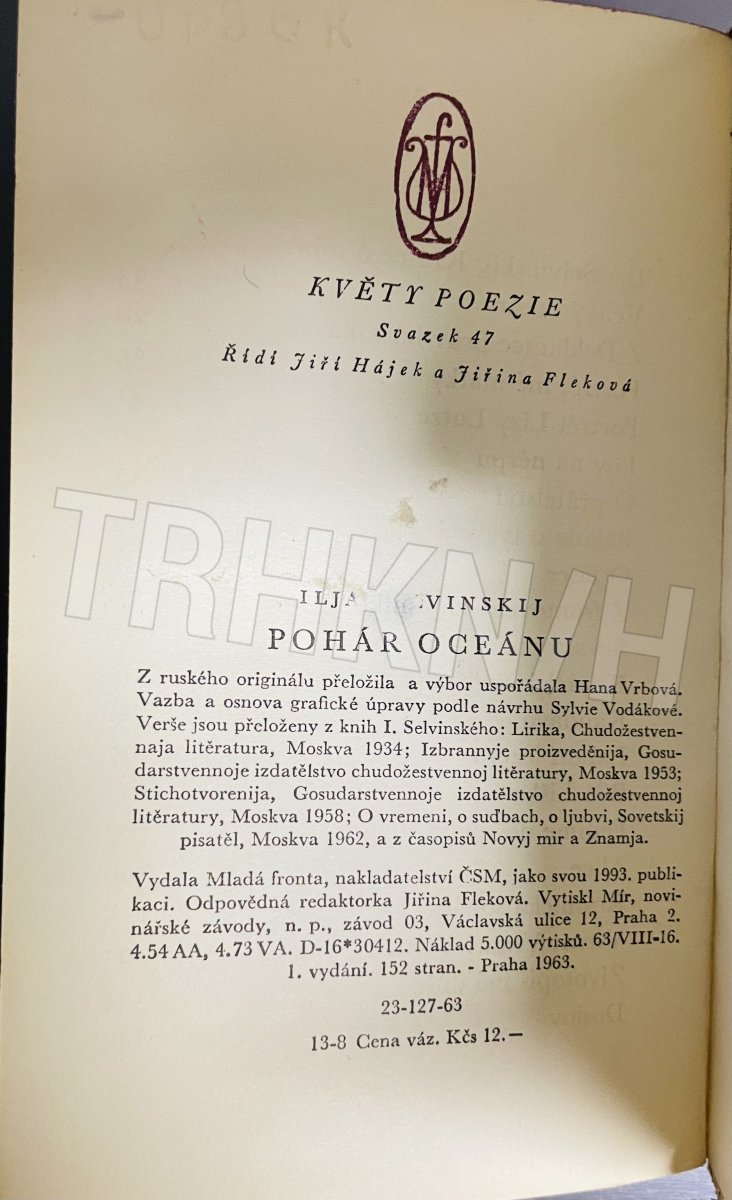 KVĚTY POEZIE
Svazek 47
Řídí Jiří Hájek a Jiřina Fleková
TRHKN/H
ILJA VINSKIJ
POHÁR OCEÁNU
Z ruského originálu přeložila a výbor uspořádala Hana Vrbová.
Vazba a osnova grafické úpravy podle návrhu Sylvie Vodákové.
Verše jsou přeloženy z knih I. Selvinského: Lirika, Chudožestven-
naja litěratura, Moskva 1934; Izbrannyje proizveděnija, Gosu-
darstvennoje izdatělstvo chudožestvennoj litěratury, Moskva 1953;
Stichotvorenija, Gosudarstvennoje izdatělstvo chudožestvennoj
litěratury, Moskva 1958; O vremeni, o suďbach, o ljubvi, Sovetskij
pisatěl, Moskva 1962, a z časopisů Novyj mir a Znamja.
Vydala Mladá fronta, nakladatelství ČSM, jako svou 1993. publi-
kaci. Odpovědná redaktorka Jiřina Fleková. Vytiskl Mír, novi-
nářské závody, n. p., závod 03, Václavská ulice 12, Praha 2.
4.54 AA, 4.73 VA. D-16*30412. Náklad 5.000 výtisků. 63/VIII-16.
1. vydání. 152 stran. - Praha 1963.
23-127-63
13-8 Cena váz. Kčs 12.—